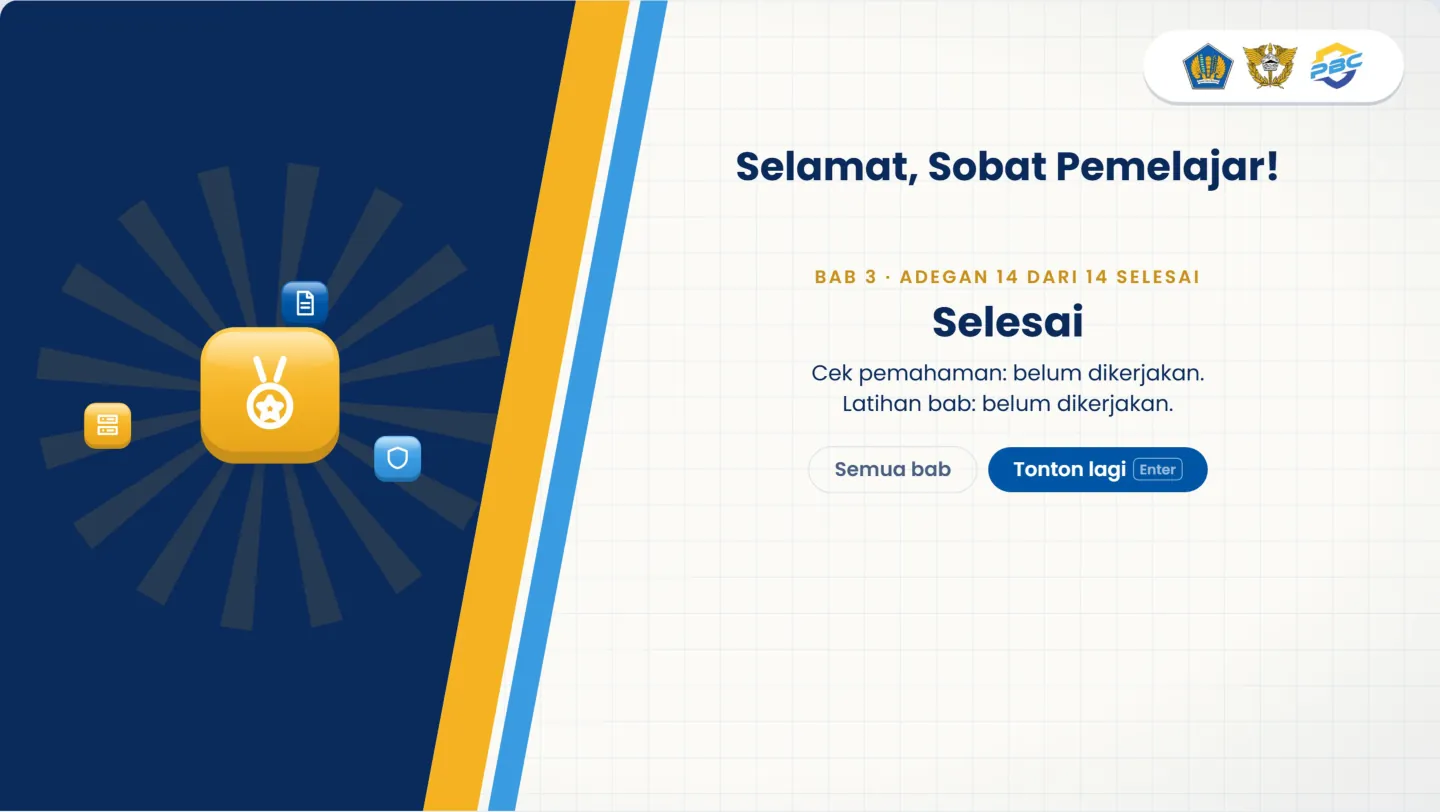 PBC
Selamat, Sobat Pemelajar!
BAB 3 · ADEGAN 14 DARI 14 SELESAI
Selesai
Cek pemahaman: belum dikerjakan.
Latihan bab: belum dikerjakan.
Semua bab
Tonton lagi Enter